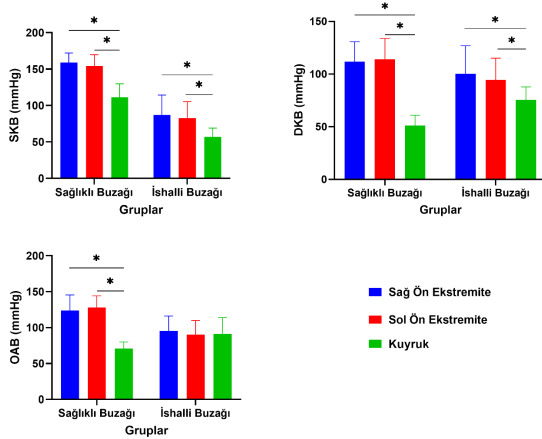 SKB (mmHg)
200
150
100
50
0
* * * *
Sağlıklı Buzağı İshalli Buzağı
Gruplar
DKB (mmHg)
150
100
50
0
* * * *
Sağlıklı Buzağı İshalli Buzağı
Gruplar
OAB (mmHg)
200
150
100
50
0
* *
Sağlıklı Buzağı İshalli Buzağı
Gruplar
Sağ Ön Ekstremite
Sol Ön Ekstremite
Kuyruk